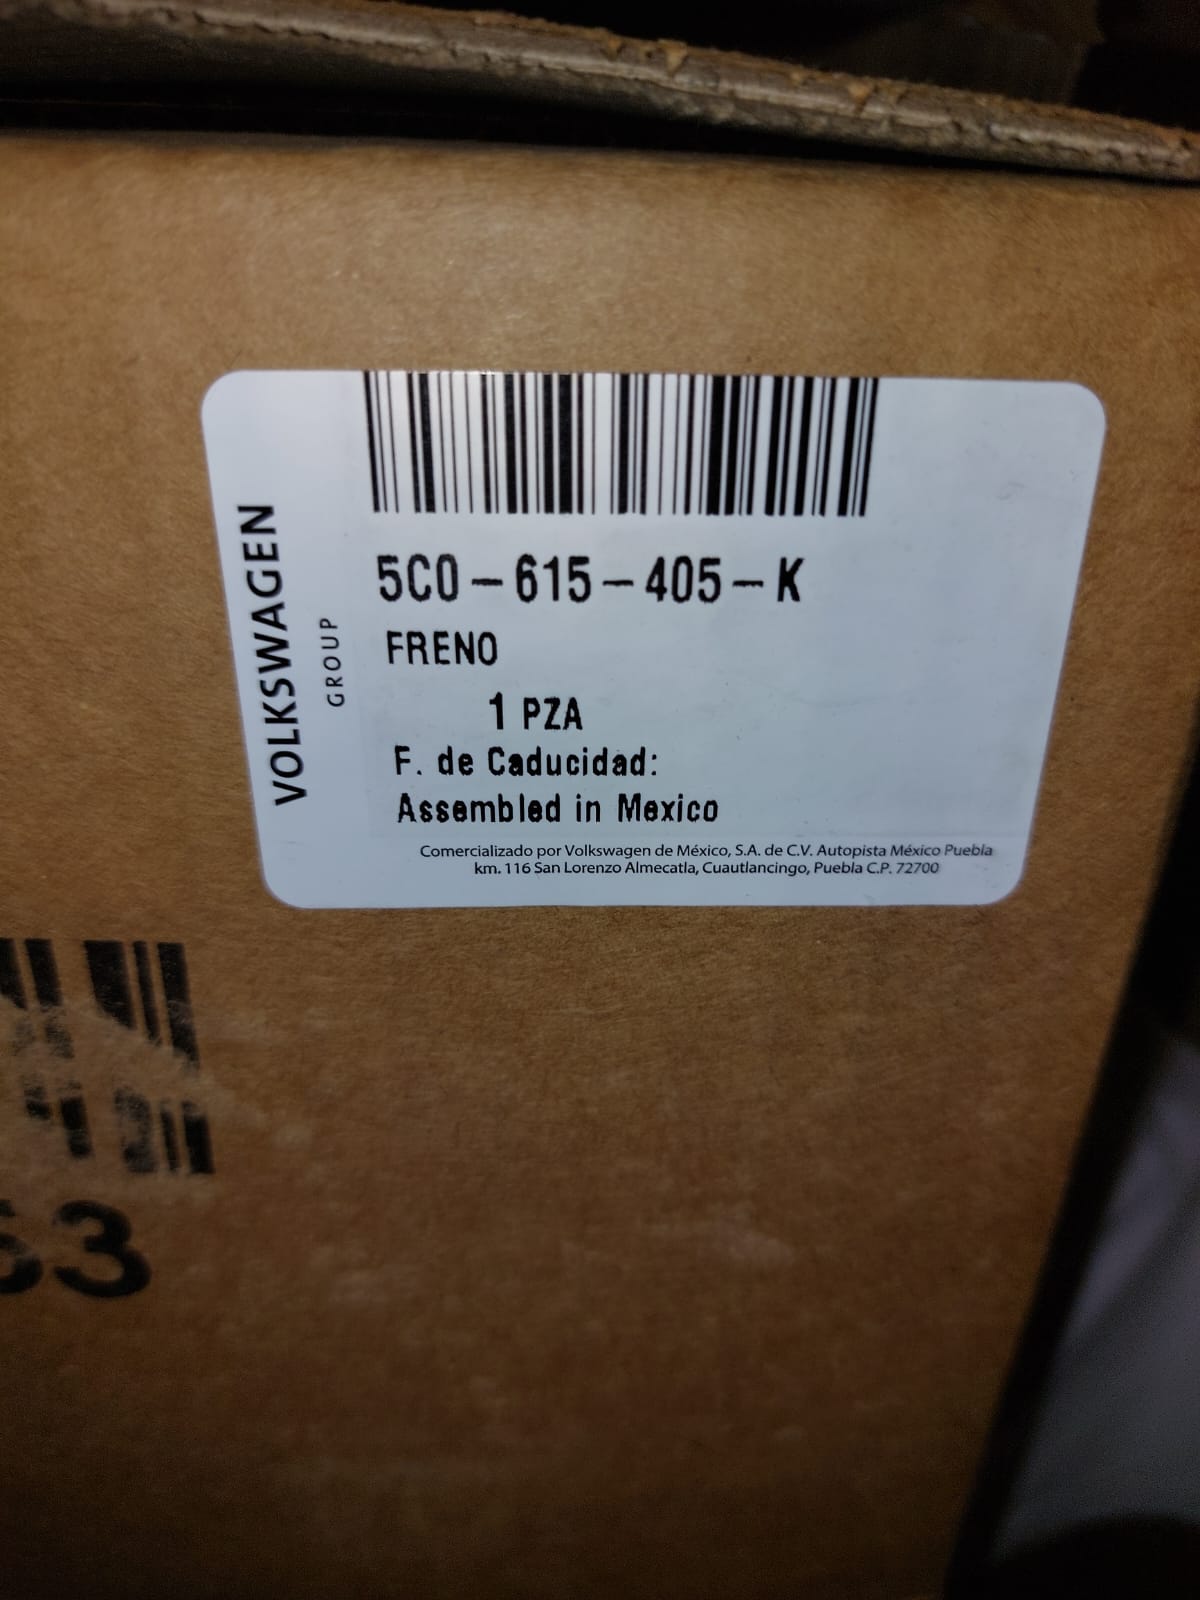 VOLKSWAGEN
GROUP
5C0-615-405-K
FRENO
1 PZA
F. de Caducidad:
Assembled in Mexico
Comercializado por Volkswagen de México, S.A. de C.V. Autopista México Puebla
km. 116 San Lorenzo Almecatla, Cuautlancingo, Puebla C.P. 72700
3